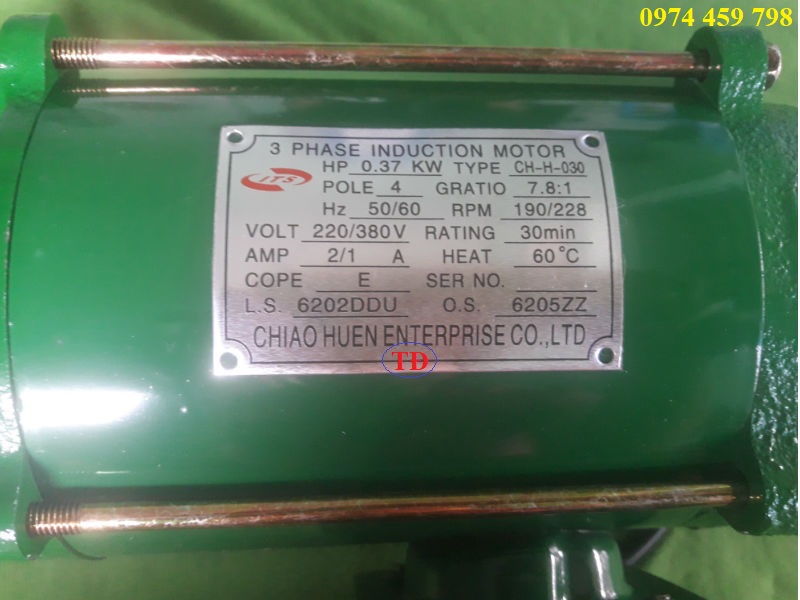 0974 459 798
3 PHASE INDUCTION MOTOR
ITS
HP 0.37 KW TYPE CH-H-030
POLE 4 GRATIO 7.8:1
Hz 50/60 RPM 190/228
VOLT 220/380V RATING 30min
AMP 2/1 A HEAT 60°C
COPE E SER NO.
L.S. 6202DDU O.S. 6205ZZ
CHIAO HUEN ENTERPRISE CO.,LTD
TD